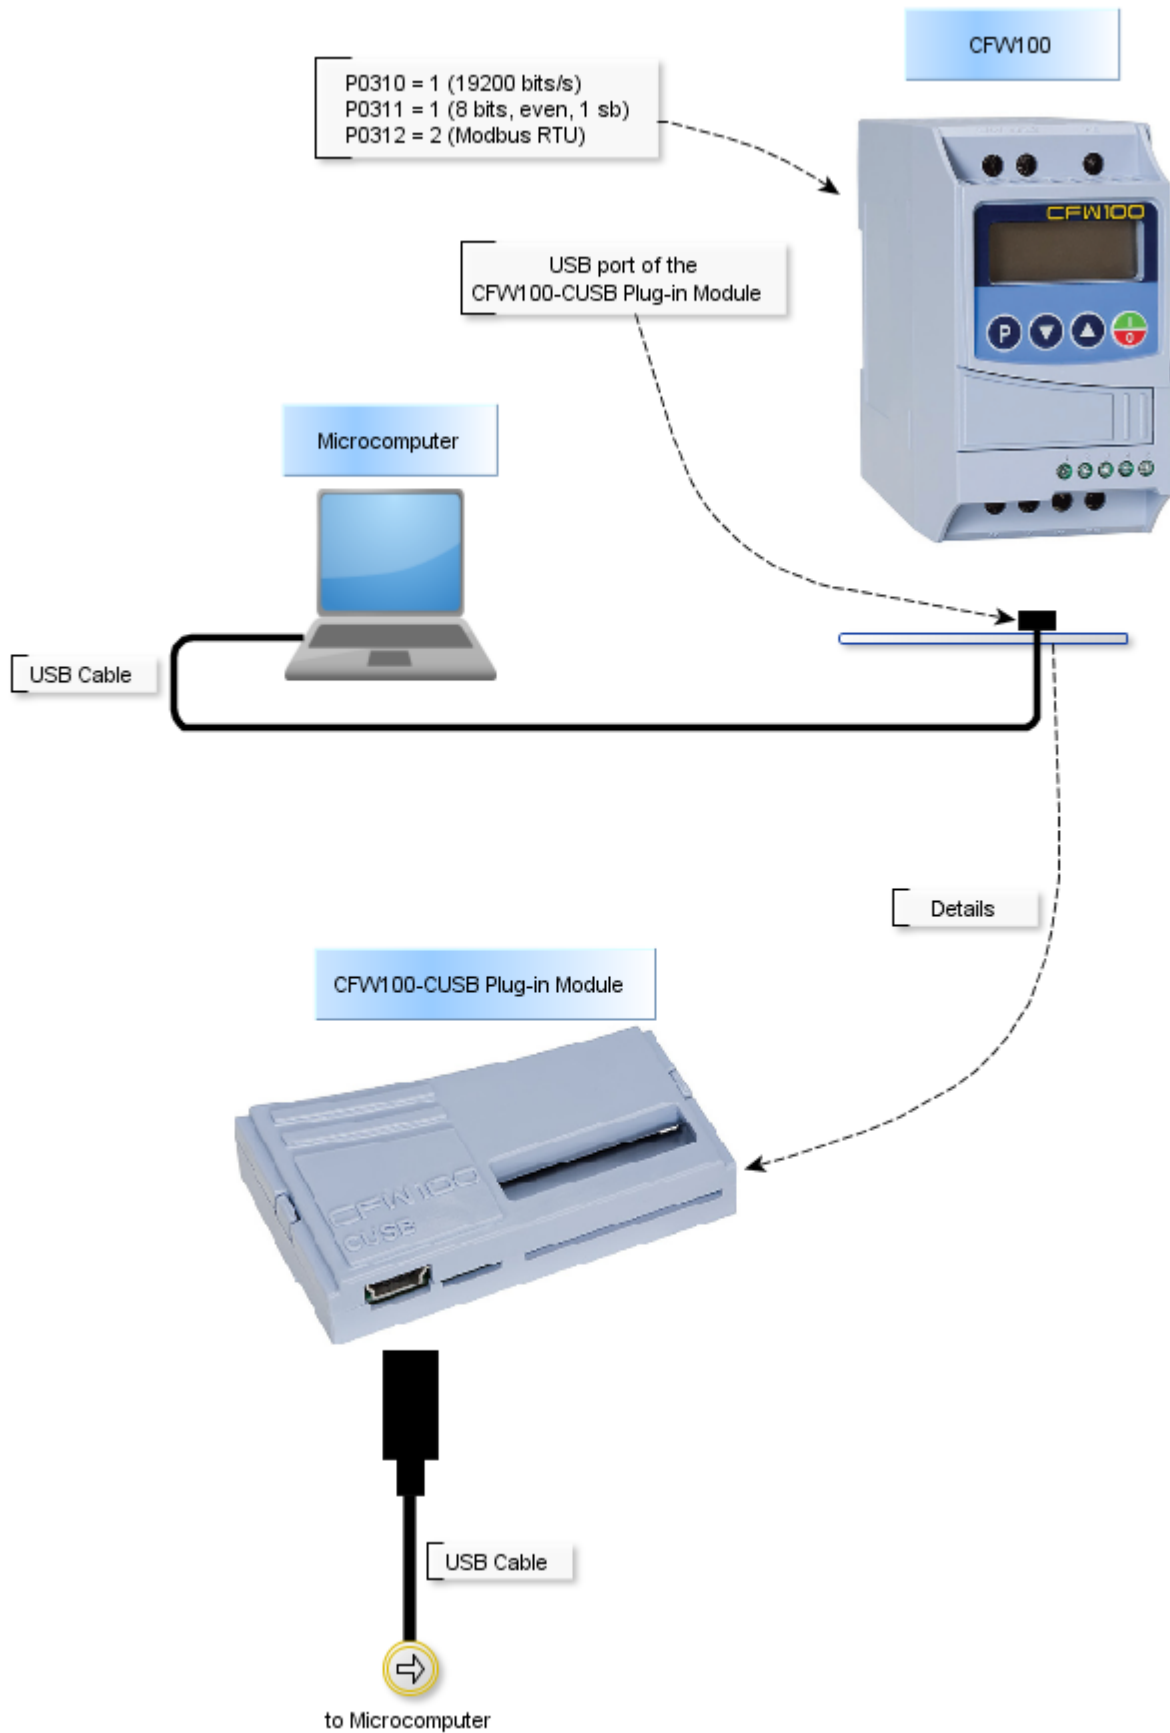 CFW100
P0310 = 1 (19200 bits/s)
P0311 = 1 (8 bits, even, 1 sb)
P0312 = 2 (Modbus RTU)
CFW100
USB port of the
CFW100-CUSB Plug-in Module
P
I
0
Microcomputer
USB Cable
Details
CFW100-CUSB Plug-in Module
CFW100
CUSB
USB Cable
to Microcomputer